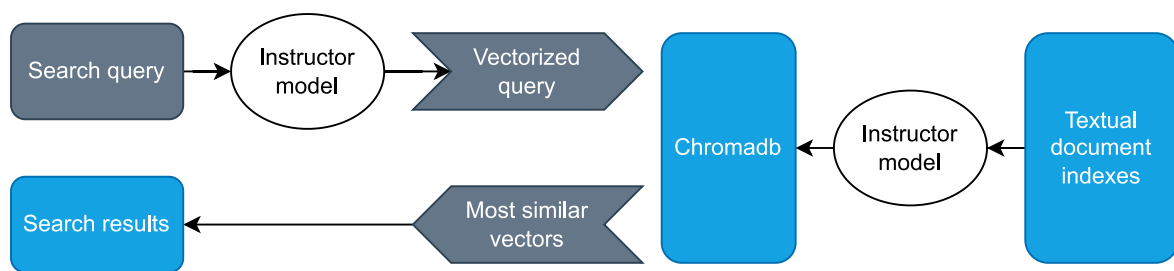 Search query
Instructor
model
Vectorized
query
Chromadb
Instructor
model
Textual
document
indexes
Search results
Most similar
vectors